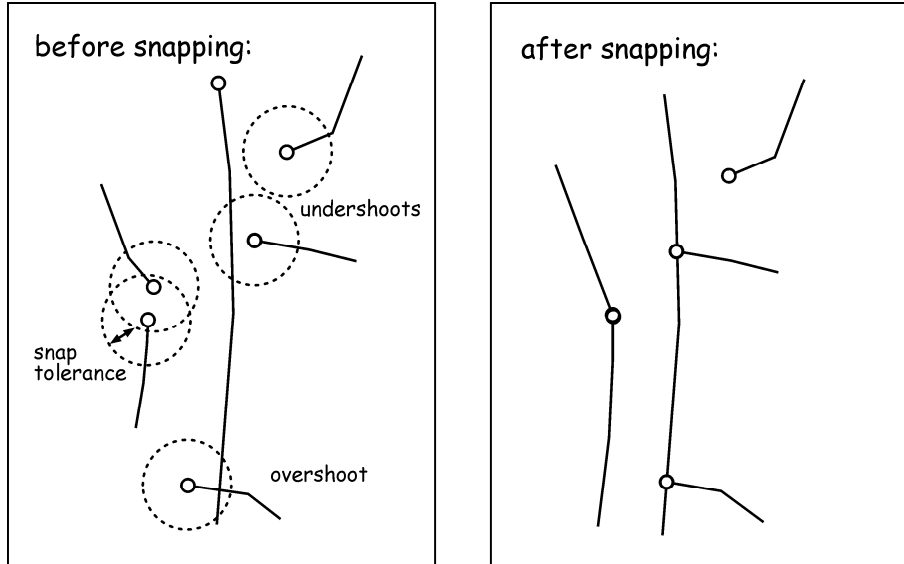 before snapping:
undershoots
snap
tolerance
overshoot
after snapping: